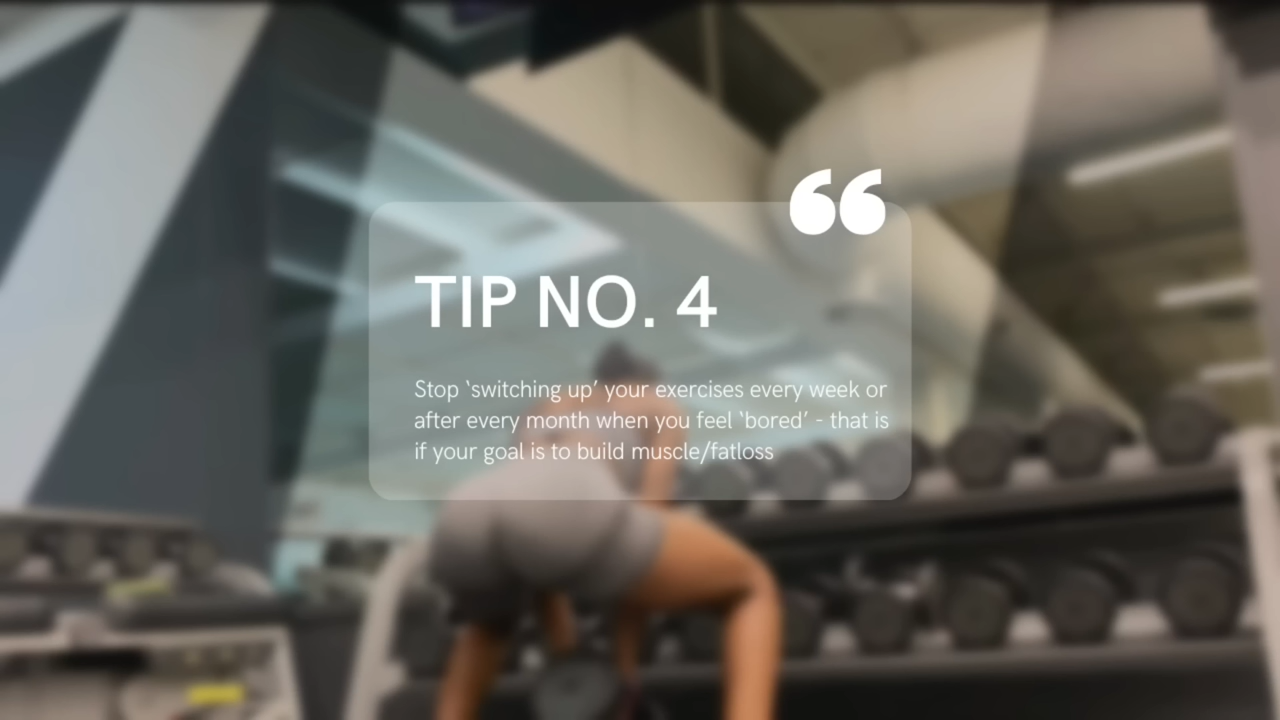 ❝
TIP NO. 4
Stop ‘switching up’ your exercises every week or
after every month when you feel ‘bored’ - that is
if your goal is to build muscle/fatloss